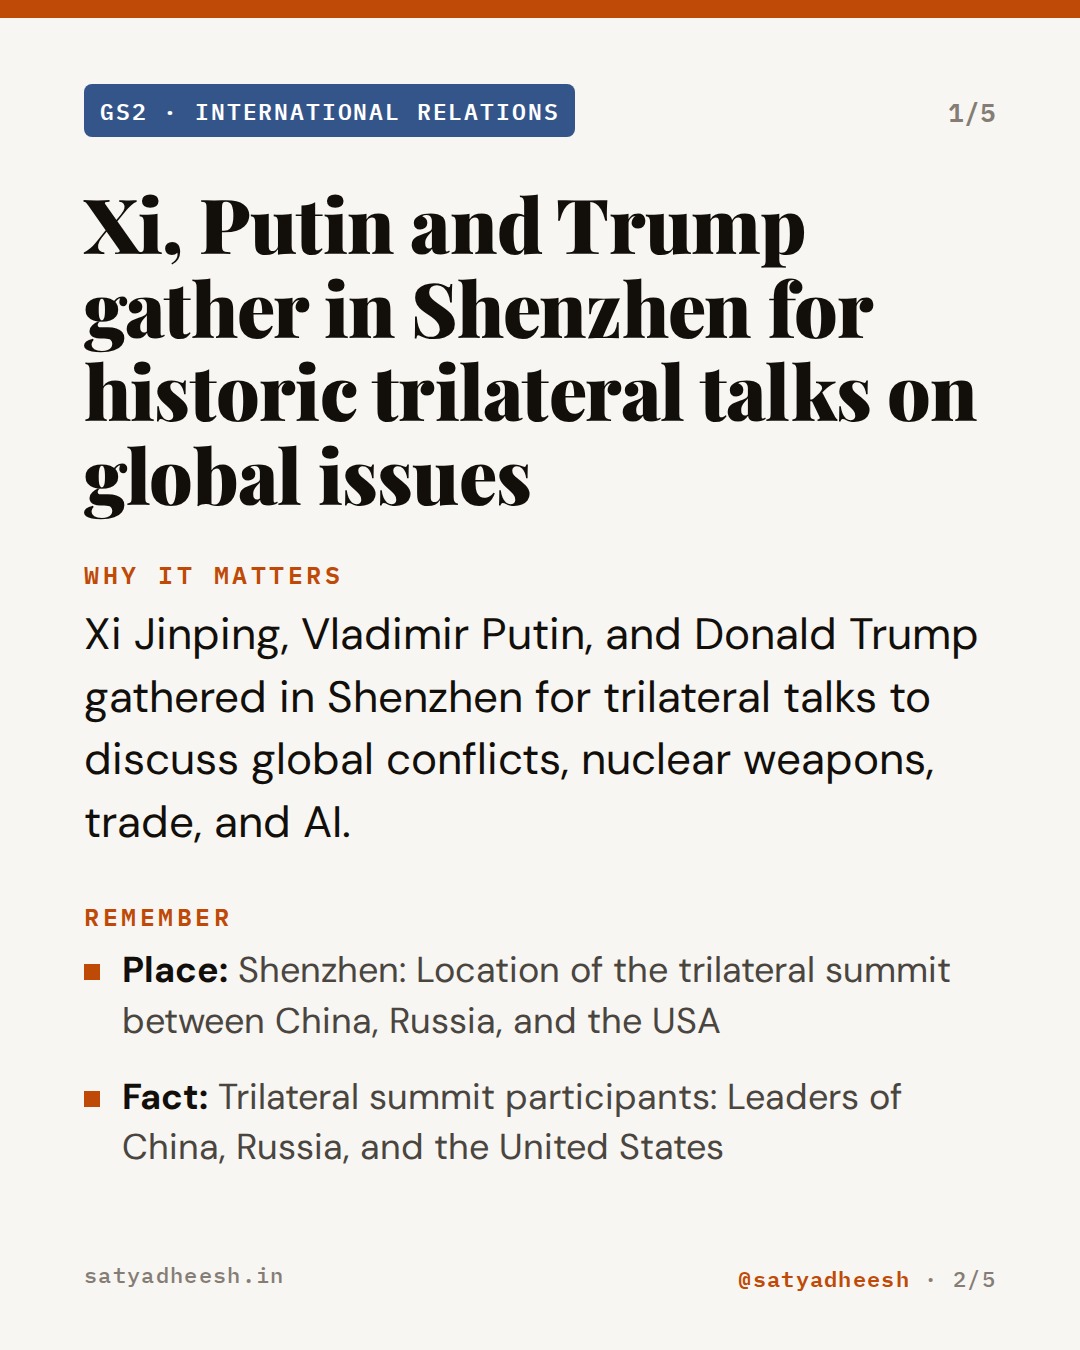 GS2 · INTERNATIONAL RELATIONS
1/5
Xi, Putin and Trump
gather in Shenzhen for
historic trilateral talks on
global issues
WHY IT MATTERS
Xi Jinping, Vladimir Putin, and Donald Trump
gathered in Shenzhen for trilateral talks to
discuss global conflicts, nuclear weapons,
trade, and AI.
REMEMBER
Place: Shenzhen: Location of the trilateral summit
between China, Russia, and the USA
Fact: Trilateral summit participants: Leaders of
China, Russia, and the United States
satyadheesh.in
@satyadheesh · 2/5